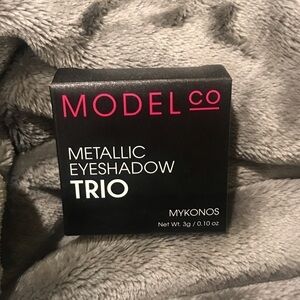 MODEL CO
METALLIC
EYESHADOW
TRIO
MYKONOS
Net Wt. 3g / 0.10 oz